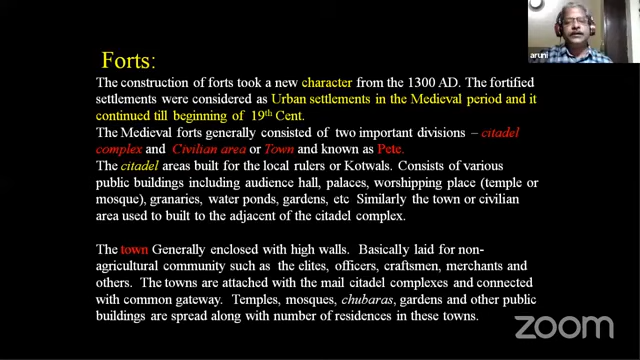 aruni
Forts:
The construction of forts took a new character from the 1300 AD. The fortified
settlements were considered as Urban settlements in the Medieval period and it
continued till beginning of 19th Cent.
The Medieval forts generally consisted of two important divisions – citadel
complex and Civilian area or Town and known as Pete.
The citadel areas built for the local rulers or Kotwals. Consists of various
public buildings including audience hall, palaces, worshipping place (temple or
mosque), granaries, water ponds, gardens, etc Similarly the town or civilian
area used to built to the adjacent of the citadel complex.
The town Generally enclosed with high walls. Basically laid for non-
agricultural community such as the elites, officers, craftsmen, merchants and
others. The towns are attached with the mail citadel complexes and connected
with common gateway. Temples, mosques, chubaras, gardens and other public
buildings are spread along with number of residences in these towns.
zoom